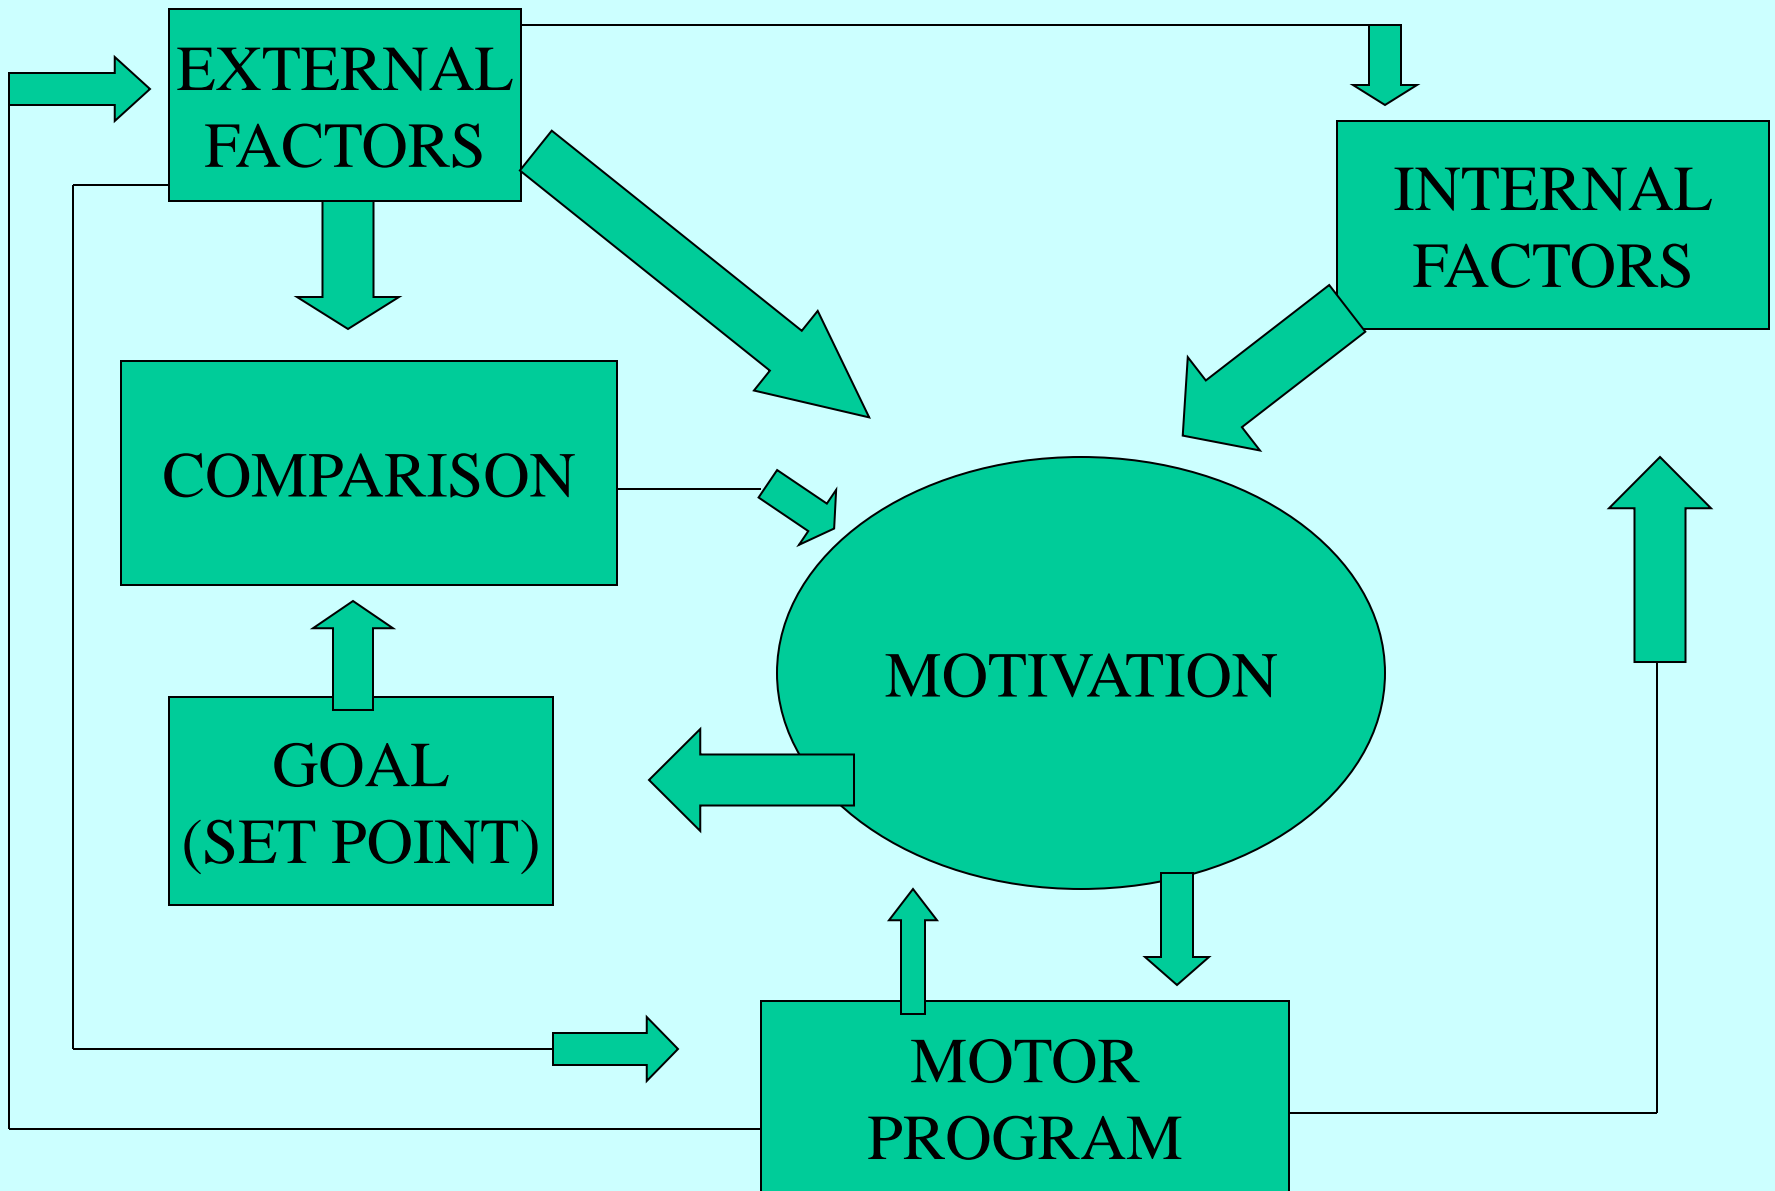 EXTERNAL
FACTORS
INTERNAL
FACTORS
COMPARISON
MOTIVATION
GOAL
(SET POINT)
MOTOR
PROGRAM